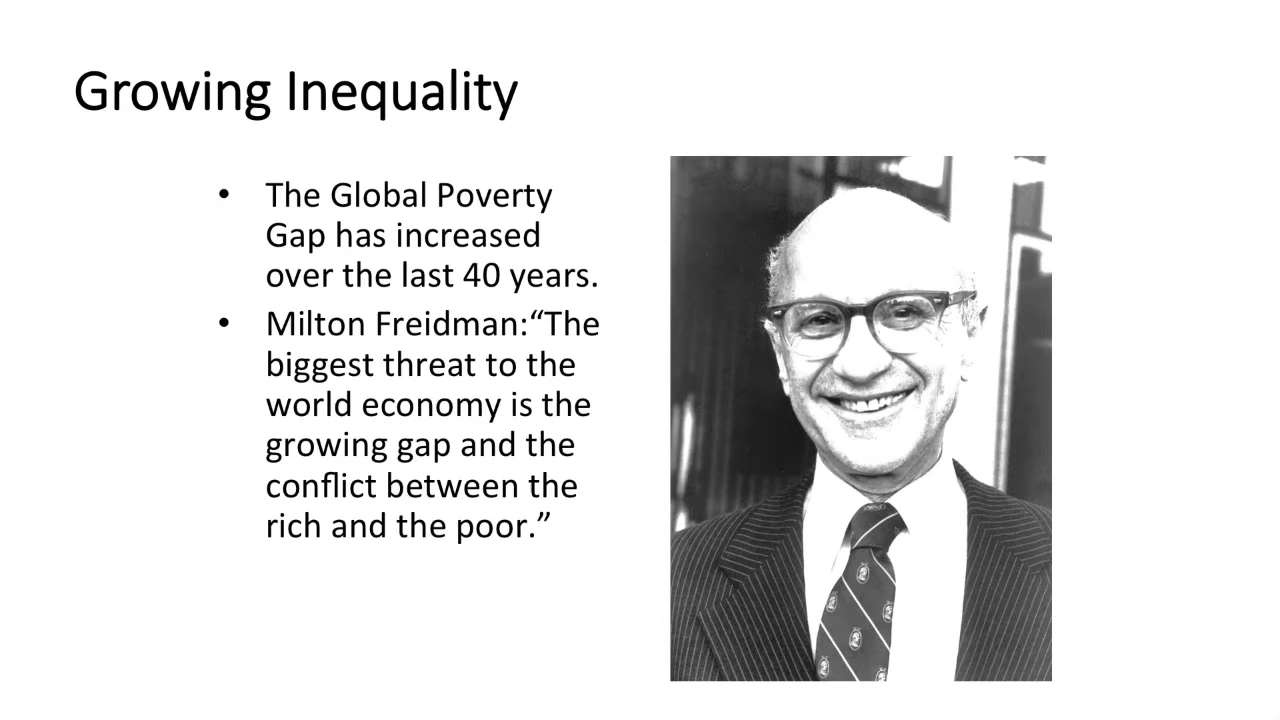 Growing Inequality
• The Global Poverty
Gap has increased
over the last 40 years.
• Milton Freidman:“The
biggest threat to the
world economy is the
growing gap and the
conflict between the
rich and the poor.”